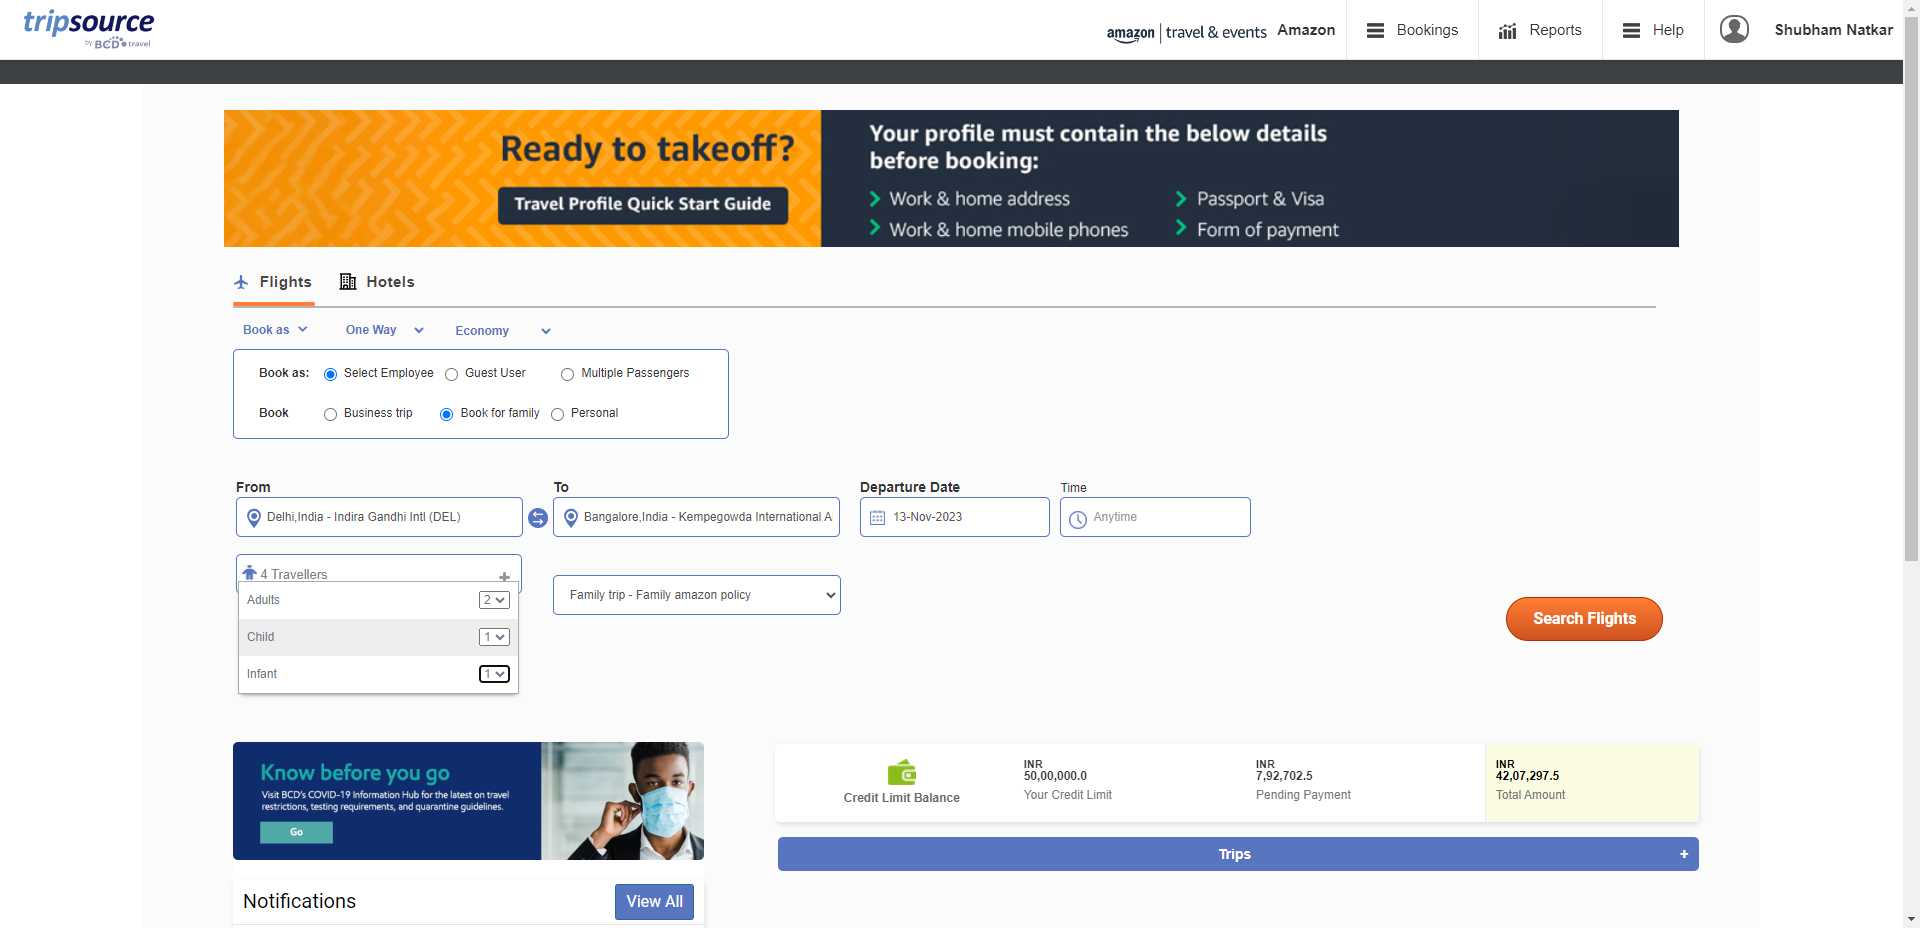 tripsource
by BCD travel
amazon | travel & events Amazon
Bookings
Reports
Help
Shubham Natkar
Ready to takeoff?
Travel Profile Quick Start Guide
Your profile must contain the below details
before booking:
Work & home address
Passport & Visa
Work & home mobile phones
Form of payment
Flights
Hotels
Book as
One Way
Economy
Book as: Select Employee Guest User Multiple Passengers
Book Business trip Book for family Personal
From
To
Departure Date
Time
Delhi,India - Indira Gandhi Intl (DEL)
Bangalore,India - Kempegowda International A
13-Nov-2023
Anytime
4 Travellers +
Adults 2
Child 1
Infant 1
Family trip - Family amazon policy
Search Flights
Know before you go
Visit BCD's COVID-19 Information Hub for the latest on travel
restrictions, testing requirements, and quarantine guidelines.
Go
Credit Limit Balance
INR
50,00,000.0
Your Credit Limit
INR
7,92,702.5
Pending Payment
INR
42,07,297.5
Total Amount
Trips +
Notifications
View All